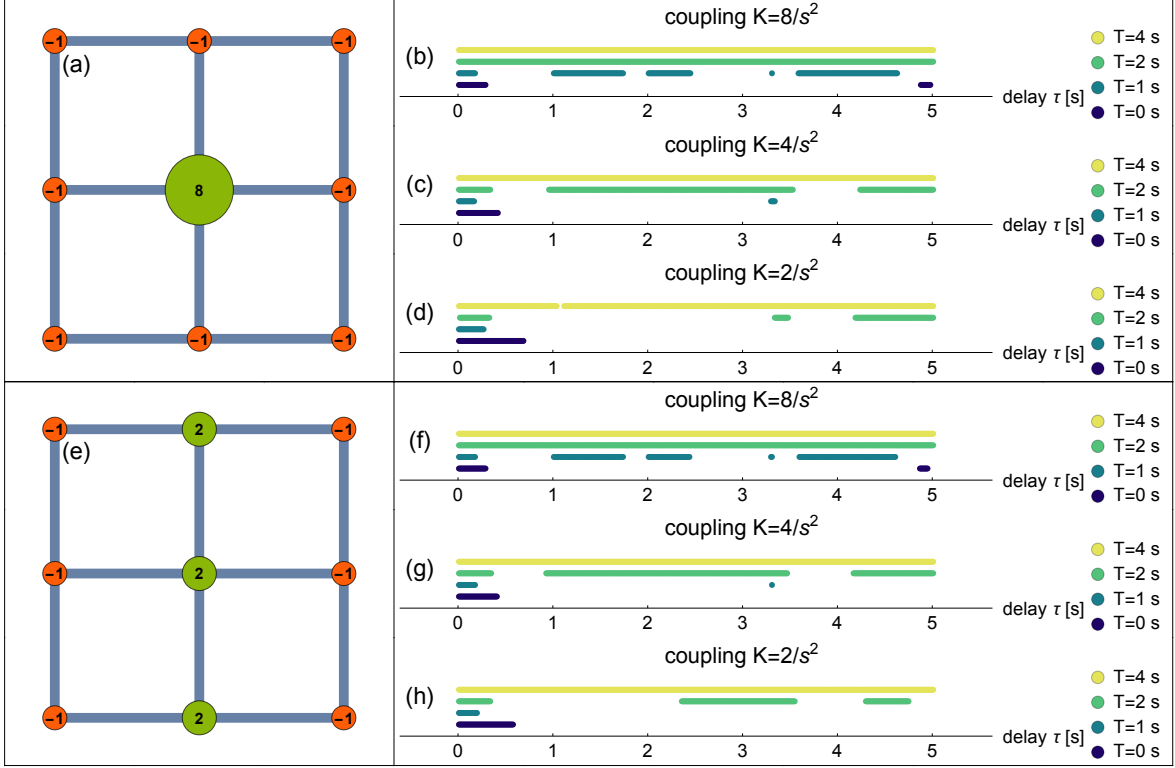 −1 −1 −1
(a)
−1 8 −1
−1 −1 −1
coupling K=8/s²
(b)
T=4 s
T=2 s
T=1 s
T=0 s
0 1 2 3 4 5
delay τ [s]
coupling K=4/s²
(c)
T=4 s
T=2 s
T=1 s
T=0 s
0 1 2 3 4 5
delay τ [s]
coupling K=2/s²
(d)
T=4 s
T=2 s
T=1 s
T=0 s
0 1 2 3 4 5
delay τ [s]
−1 2 −1
(e)
−1 2 −1
−1 2 −1
coupling K=8/s²
(f)
T=4 s
T=2 s
T=1 s
T=0 s
0 1 2 3 4 5
delay τ [s]
coupling K=4/s²
(g)
T=4 s
T=2 s
T=1 s
T=0 s
0 1 2 3 4 5
delay τ [s]
coupling K=2/s²
(h)
T=4 s
T=2 s
T=1 s
T=0 s
0 1 2 3 4 5
delay τ [s]